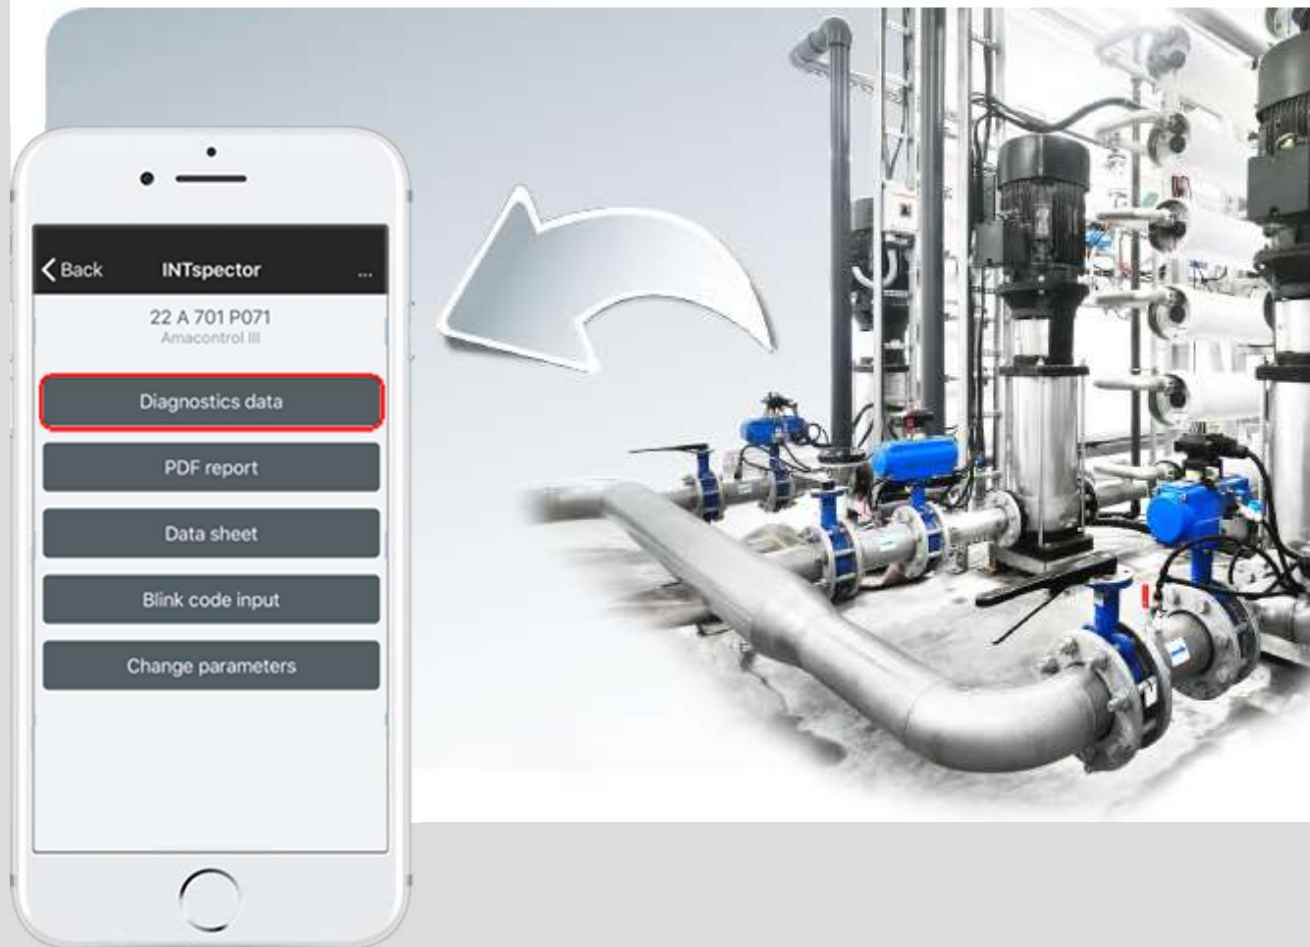 Back
INTspector
...
22 A 701 P071
Amacontrol III
Diagnostics data
PDF report
Data sheet
Blink code input
Change parameters